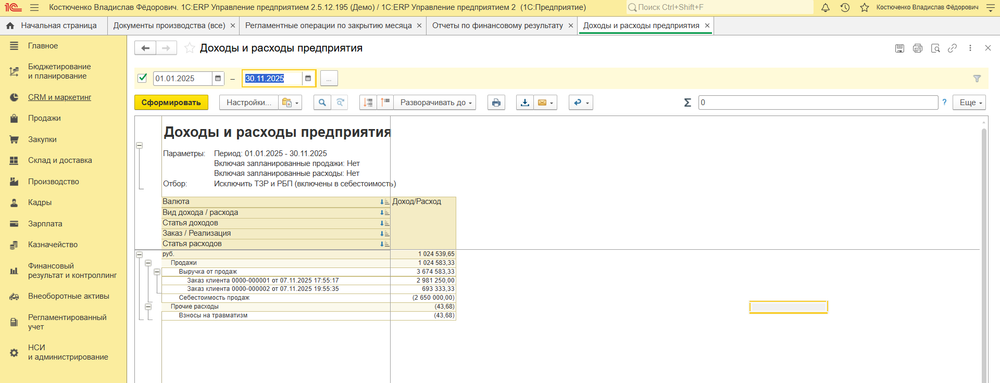 1С Костюченко Владислав Фёдорович. 1C:ERP Управление предприятием 2.5.12.195 (Демо) / 1C:ERP Управление предприятием 2 (1С:Предприятие) Поиск Ctrl+Shift+F Костюченко Владислав Фёдорович
Начальная страница Документы производства (все) × Регламентные операции по закрытию месяца × Отчеты по финансовому результату × Доходы и расходы предприятия ×
Главное
Бюджетирование
и планирование
CRM и маркетинг
Продажи
Закупки
Склад и доставка
Производство
Кадры
Зарплата
Казначейство
Финансовый
результат и контроллинг
Внеоборотные активы
Регламентированный
учет
НСИ
и администрирование
Доходы и расходы предприятия
01.01.2025 – 30.11.2025 ...
Сформировать Настройки... Разворачивать до Σ 0 ? Еще
Доходы и расходы предприятия
Параметры: Период: 01.01.2025 - 30.11.2025
Включая запланированные продажи: Нет
Включая запланированные расходы: Нет
Отбор: Исключить ТЗР и РБП (включены в себестоимость)
Валюта Доход/Расход
Вид дохода / расхода
Статья доходов
Заказ / Реализация
Статья расходов
руб. 1 024 539,65
Продажи 1 024 583,33
Выручка от продаж 3 674 583,33
Заказ клиента 0000-000001 от 07.11.2025 17:55:17 2 981 250,00
Заказ клиента 0000-000002 от 07.11.2025 19:55:35 693 333,33
Себестоимость продаж (2 650 000,00)
Прочие расходы (43,68)
Взносы на травматизм (43,68)